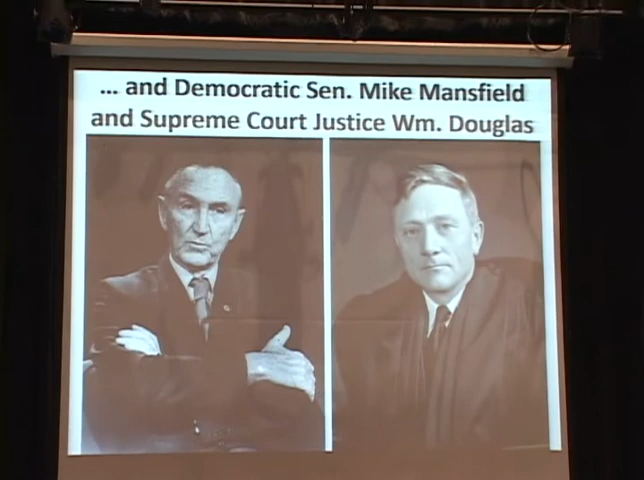 ... and Democratic Sen. Mike Mansfield
and Supreme Court Justice Wm. Douglas